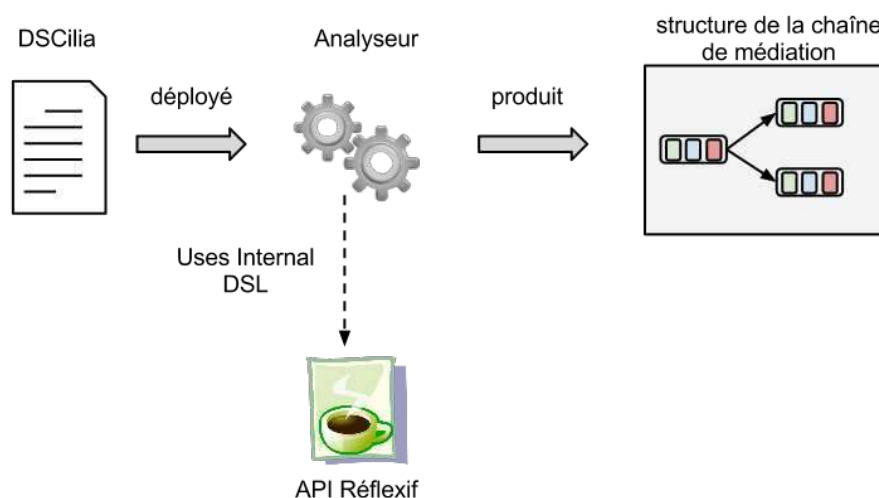 DSCilia
Analyseur
structure de la chaîne
de médiation
déployé
produit
Uses Internal
DSL
API Réflexif